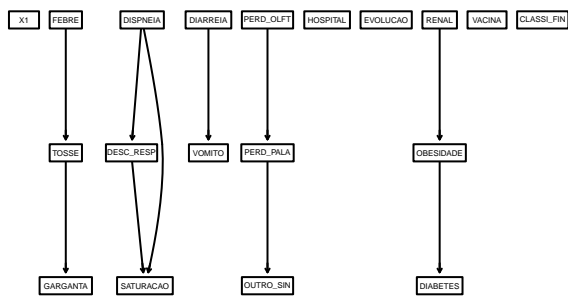 X1 FEBRE DISPNEIA DIARREIA PERD_OLFT HOSPITAL EVOLUCAO RENAL VACINA CLASSI_FIN
TOSSE DESC_RESP VOMITO PERD_PALA OBESIDADE
GARGANTA SATURACAO OUTRO_SIN DIABETES